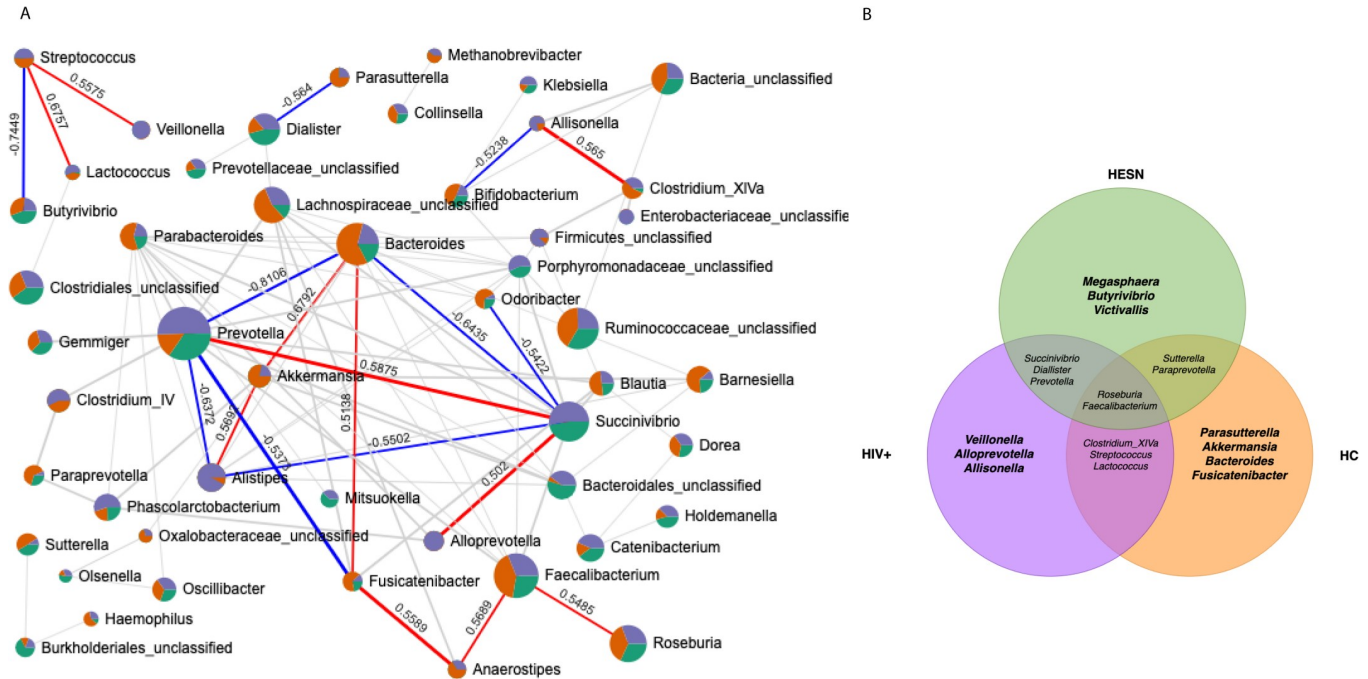 A
B
Streptococcus
Methanobrevibacter
Parasutterella
Klebsiella
Bacteria_unclassified
0.5575
-0.564
-0.7449
0.6757
Veillonella
Dialister
Collinsella
Allisonella
Lactococcus
Prevotellaceae_unclassified
-0.5238
0.565
Butyrivibrio
Lachnospiraceae_unclassified
Bifidobacterium
Clostridium_XIVa
Enterobacteriaceae_unclassifie
Parabacteroides
Bacteroides
Firmicutes_unclassified
Porphyromonadaceae_unclassified
Clostridiales_unclassified
-0.8106
0.6792
Odoribacter
Prevotella
-0.6435
-0.5422
Ruminococcaceae_unclassified
Gemmiger
Akkermansia
0.5875
Blautia
Barnesiella
Clostridium_IV
-0.6372
0.5138
Succinivibrio
-0.5502
-0.5373
Dorea
Paraprevotella
Alistipes
0.502
Bacteroidales_unclassified
Phascolarctobacterium
Mitsuokella
Holdemanella
Sutterella
Oxalobacteraceae_unclassified
Alloprevotella
Catenibacterium
Olsenella
Oscillibacter
Fusicatenibacter
Faecalibacterium
Haemophilus
0.5589
0.5689
0.5485
Burkholderiales_unclassified
Roseburia
Anaerostipes
HESN
Megasphaera
Butyrivibrio
Victivallis
Succinivibrio
Diallister
Prevotella
Sutterella
Paraprevotella
Roseburia
Faecalibacterium
HIV+
Veillonella
Alloprevotella
Allisonella
Clostridium_XIVa
Streptococcus
Lactococcus
Parasutterella
Akkermansia
Bacteroides
Fusicatenibacter
HC